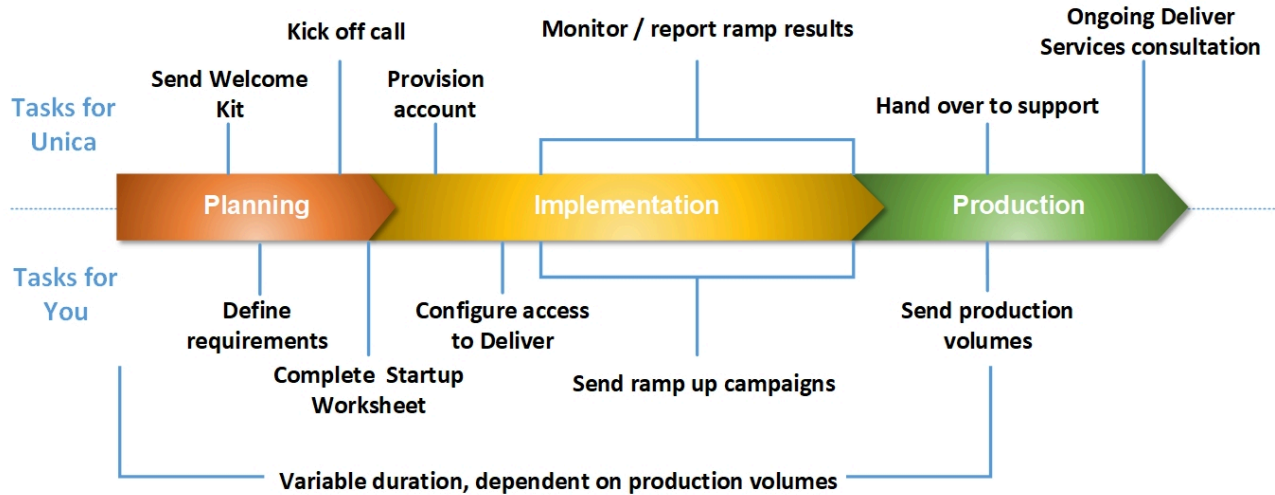 Ongoing Deliver
Services consultation
Kick off call
Monitor / report ramp results
Send Welcome
Kit
Provision
account
Hand over to support
Tasks for
Unica
Planning
Implementation
Production
Tasks for
You
Define
requirements
Configure access
to Deliver
Send production
volumes
Complete Startup
Worksheet
Send ramp up campaigns
Variable duration, dependent on production volumes